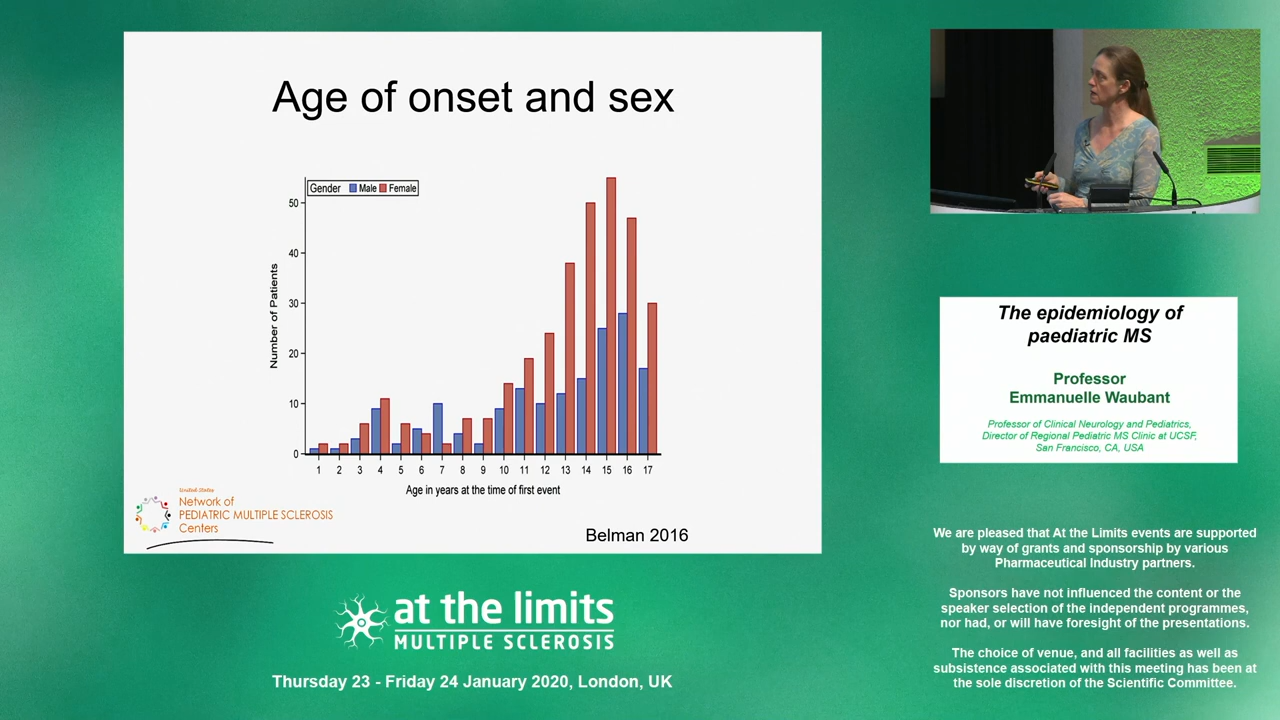 Age of onset and sex
Gender Male Female
Number of Patients
50
40
30
20
10
0
1 2 3 4 5 6 7 8 9 10 11 12 13 14 15 16 17
Age in years at the time of first event
United States
Network of
PEDIATRIC MULTIPLE SCLEROSIS
Centers
Belman 2016
The epidemiology of
paediatric MS
Professor
Emmanuelle Waubant
Professor of Clinical Neurology and Pediatrics,
Director of Regional Pediatric MS Clinic at UCSF,
San Francisco, CA, USA
We are pleased that At the Limits events are supported
by way of grants and sponsorship by various
Pharmaceutical Industry partners.
Sponsors have not influenced the content or the
speaker selection of the independent programmes,
nor had, or will have foresight of the presentations.
The choice of venue, and all facilities as well as
subsistence associated with this meeting has been at
the sole discretion of the Scientific Committee.
at the limits
MULTIPLE SCLEROSIS
Thursday 23 - Friday 24 January 2020, London, UK